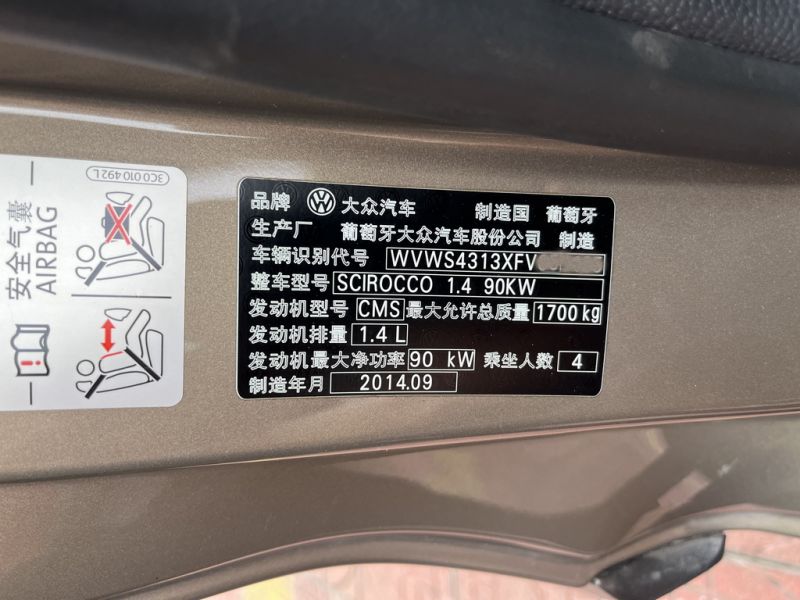 3C0 010 492 L
安全气囊
AIRBAG
品牌 大众汽车 制造国 葡萄牙
生产厂 葡萄牙大众汽车股份公司 制造
车辆识别代号 WVWS4313XFV
整车型号 SCIROCCO 1.4 90KW
发动机型号 CMS 最大允许总质量 1700 kg
发动机排量 1.4 L
发动机最大净功率 90 kW 乘坐人数 4
制造年月 2014.09